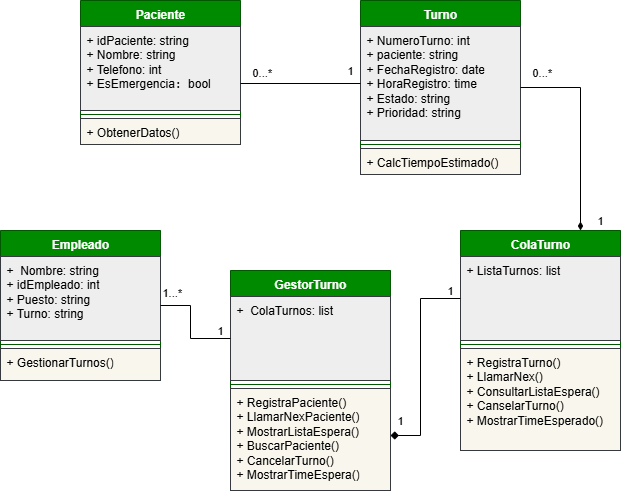 Paciente
+ idPaciente: string
+ Nombre: string
+ Telefono: int
+ EsEmergencia: bool
+ ObtenerDatos()
0...*
1
Turno
+ NumeroTurno: int
+ paciente: string
+ FechaRegistro: date
+ HoraRegistro: time
+ Estado: string
+ Prioridad: string
+ CalcTiempoEstimado()
0...*
1
Empleado
+ Nombre: string
+ idEmpleado: int
+ Puesto: string
+ Turno: string
+ GestionarTurnos()
1...*
1
GestorTurno
+ ColaTurnos: list
+ RegistraPaciente()
+ LlamarNexPaciente()
+ MostrarListaEspera()
+ BuscarPaciente()
+ CancelarTurno()
+ MostrarTimeEspera()
1
1
ColaTurno
+ ListaTurnos: list
+ RegistraTurno()
+ LlamarNex()
+ ConsultarListaEspera()
+ CanselarTurno()
+ MostrarTimeEsperado()